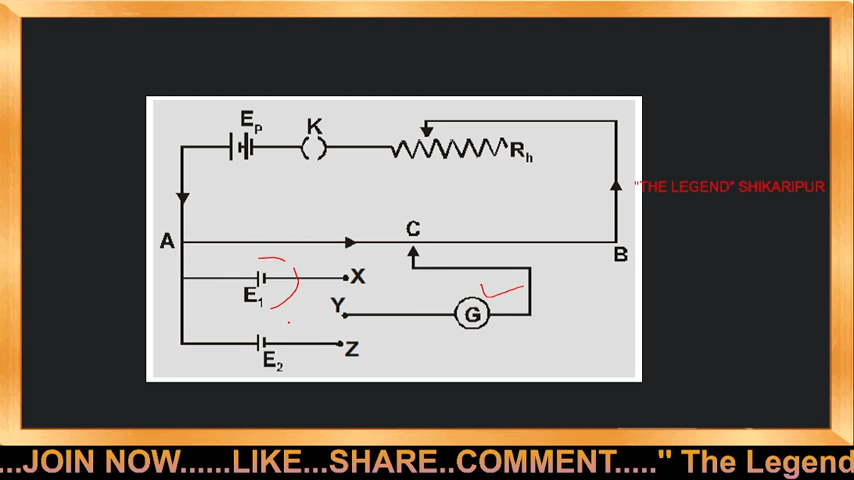 Ep
K
Rh
"THE LEGEND" SHIKARIPUR
A
C
B
E1
X
Y
G
E2
Z
...JOIN NOW......LIKE...SHARE..COMMENT....." The Legend